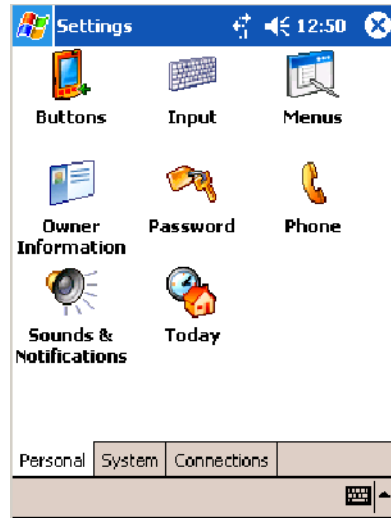 Settings 12:50
Buttons Input Menus
Owner Information Password Phone
Sounds & Notifications Today
Personal System Connections